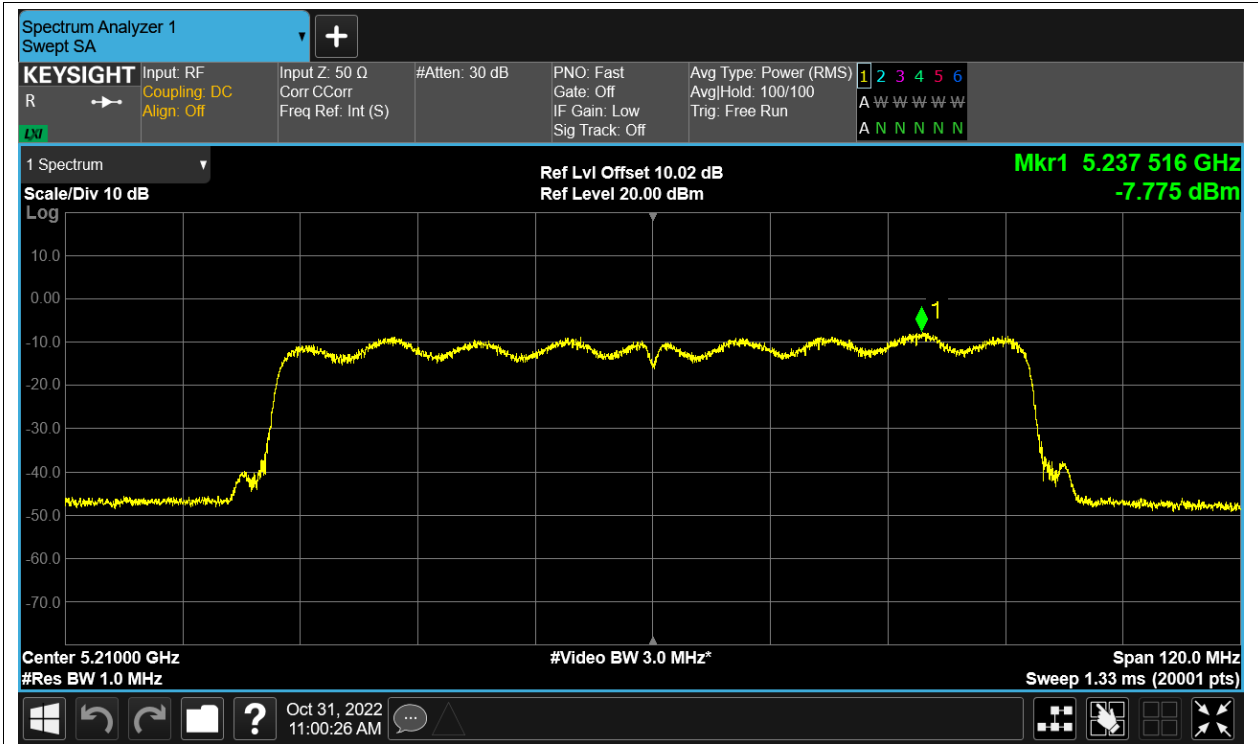 Spectrum Analyzer 1
Swept SA
KEYSIGHT
R
LXI
Input: RF
Coupling: DC
Align: Off
Input Z: 50 Ω
Corr CCorr
Freq Ref: Int (S)
#Atten: 30 dB
PNO: Fast
Gate: Off
IF Gain: Low
Sig Track: Off
Avg Type: Power (RMS)
Avg|Hold: 100/100
Trig: Free Run
1 2 3 4 5 6
A W W W W W
A N N N N N
1 Spectrum
Scale/Div 10 dB
Ref Lvl Offset 10.02 dB
Ref Level 20.00 dBm
Mkr1 5.237 516 GHz
-7.775 dBm
Log
10.0
0.00
-10.0
-20.0
-30.0
-40.0
-50.0
-60.0
-70.0
1
Center 5.21000 GHz
#Res BW 1.0 MHz
#Video BW 3.0 MHz*
Span 120.0 MHz
Sweep 1.33 ms (20001 pts)
?
Oct 31, 2022
11:00:26 AM